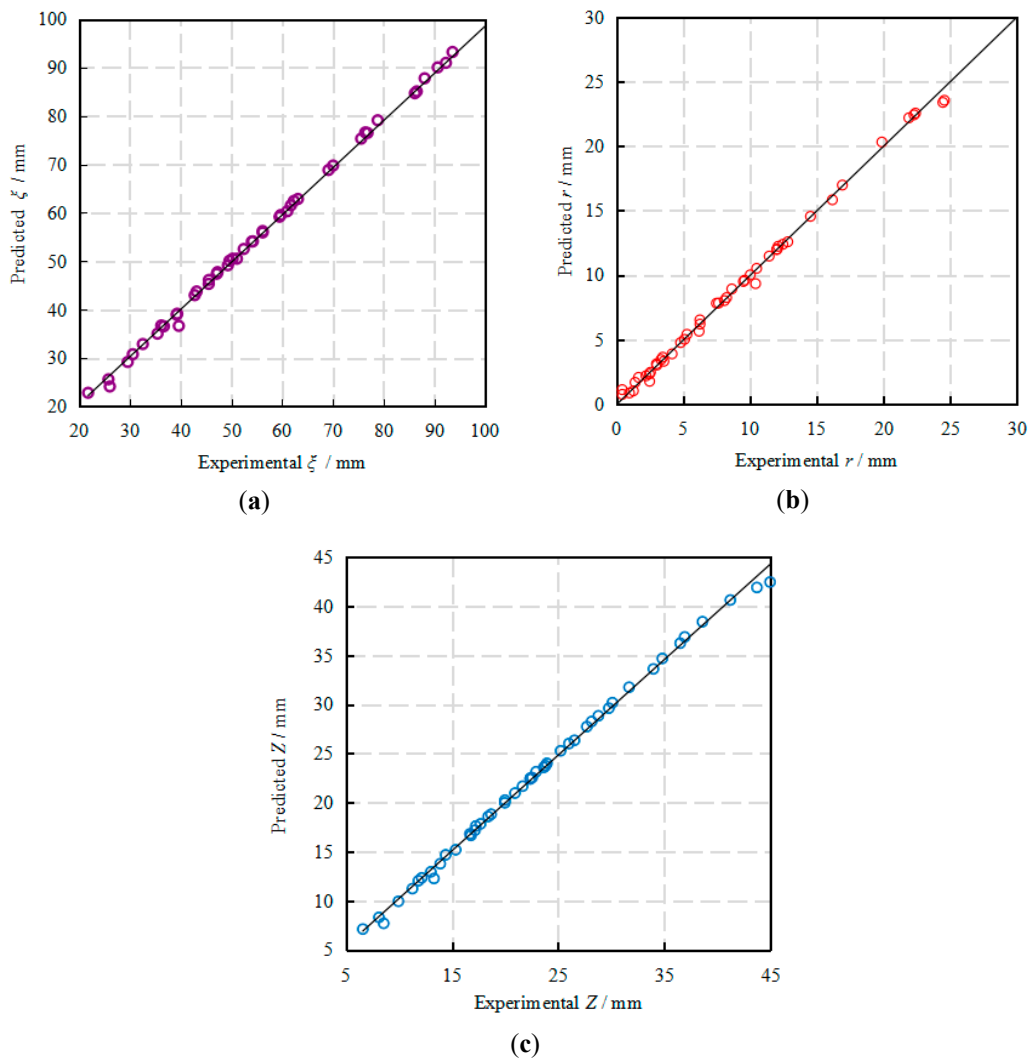 100
90
80
70
60
50
40
30
20
Predicted ξ / mm
20 30 40 50 60 70 80 90 100
Experimental ξ / mm
(a)
30
25
20
15
10
5
0
Predicted r / mm
0 5 10 15 20 25 30
Experimental r / mm
(b)
45
40
35
30
25
20
15
10
5
Predicted Z / mm
5 15 25 35 45
Experimental Z / mm
(c)